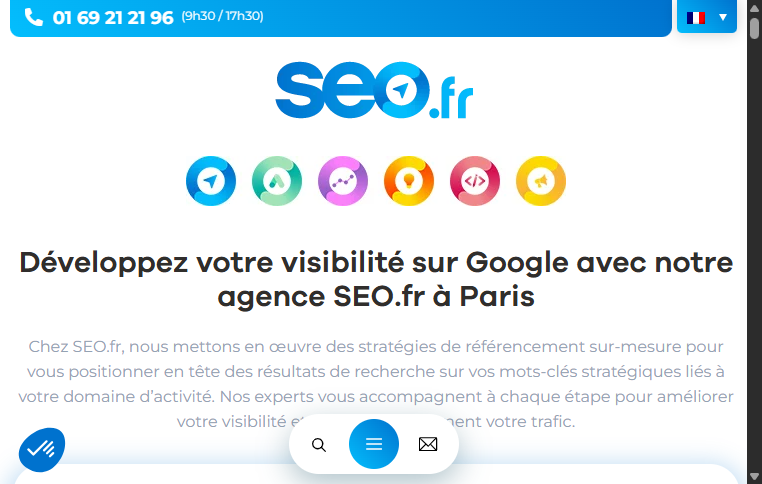 01 69 21 21 96 (9h30 / 17h30)
seo.fr
Développez votre visibilité sur Google avec notre
agence SEO.fr à Paris
Chez SEO.fr, nous mettons en œuvre des stratégies de référencement sur-mesure pour
vous positionner en tête des résultats de recherche sur vos mots-clés stratégiques liés à
votre domaine d’activité. Nos experts vous accompagnent à chaque étape pour améliorer
votre visibilité et votre trafic.